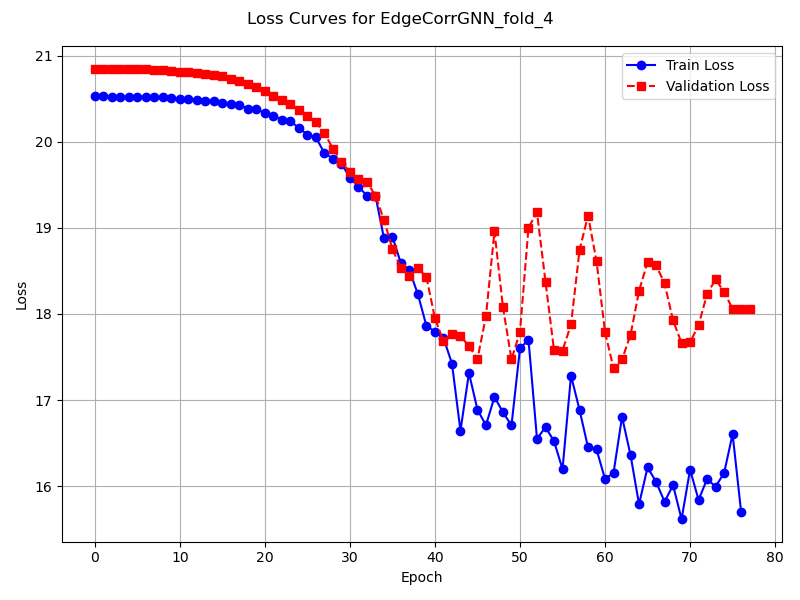 Loss Curves for EdgeCorrGNN_fold_4
Train Loss
Validation Loss
21
20
19
18
17
16
Loss
0 10 20 30 40 50 60 70 80
Epoch